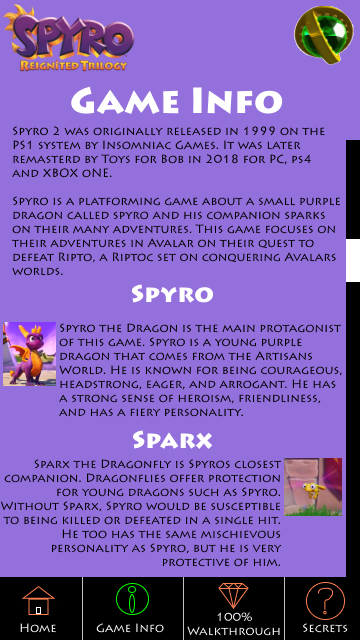 SPYRO
REIGNITED TRILOGY
Game Info
Spyro 2 was originally released in 1999 on the
PS1 system by Insomniac Games. It was later
remasterd by Toys for Bob in 2018 for PC, ps4
and XBOX oNE.
Spyro is a platforming game about a small purple
dragon called spyro and his companion sparks
on their many adventures. This game focuses on
their adventures in Avalar on their quest to
defeat Ripto, a Riptoc set on conquering Avalars
worlds.
Spyro
Spyro the Dragon is the main protagonist
of this game. Spyro is a young purple
dragon that comes from the Artisans
World. He is known for being courageous,
headstrong, eager, and arrogant. He has
a strong sense of heroism, friendliness,
and has a fiery personality.
Sparx
Sparx the Dragonfly is Spyros closest
companion. Dragonflies offer protection
for young dragons such as Spyro.
Without Sparx, Spyro would be susceptible
to being killed or defeated in a single hit.
He too has the same mischievous
personality as Spyro, but he is very
protective of him.
Home
Game Info
100%
Walkthrough
?
Secrets